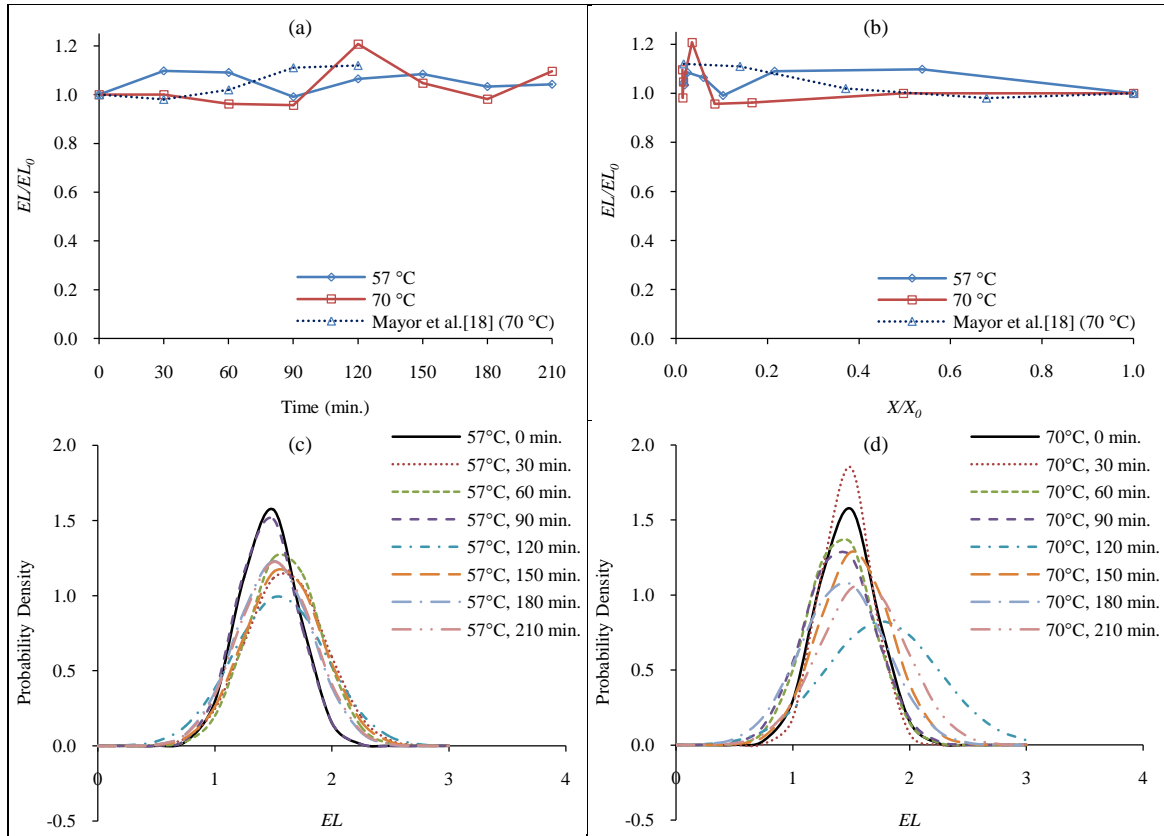 (a)
1.2
1.0
0.8
0.6
0.4
0.2
0.0
EL/EL0
57 °C
70 °C
Mayor et al.[18] (70 °C)
0 30 60 90 120 150 180 210
Time (min.)
(b)
1.2
1.0
0.8
0.6
0.4
0.2
0.0
EL/EL0
57 °C
70 °C
Mayor et al.[18] (70 °C)
0.0 0.2 0.4 0.6 0.8 1.0
X/X0
(c)
2.0
1.5
1.0
0.5
0.0
-0.5
Probability Density
57°C, 0 min.
57°C, 30 min.
57°C, 60 min.
57°C, 90 min.
57°C, 120 min.
57°C, 150 min.
57°C, 180 min.
57°C, 210 min.
0 1 2 3 4
EL
(d)
2.0
1.5
1.0
0.5
0.0
-0.5
Probability Density
70°C, 0 min.
70°C, 30 min.
70°C, 60 min.
70°C, 90 min.
70°C, 120 min.
70°C, 150 min.
70°C, 180 min.
70°C, 210 min.
0 1 2 3 4
EL